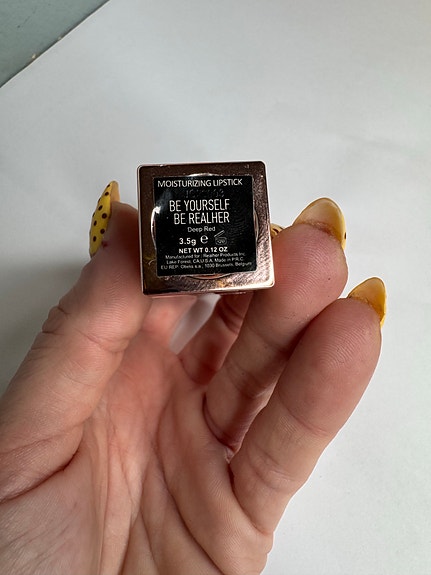 MOISTURIZING LIPSTICK
BE YOURSELF
BE REALHER
Deep Red
3.5g ℮
NET WT 0.12 OZ
Manufactured for : Realher Products Inc.
Lake Forest, CA,U.S.A. Made in P.R.C.
EU REP. Obelis s.a., 1030 Brussels, Belgium